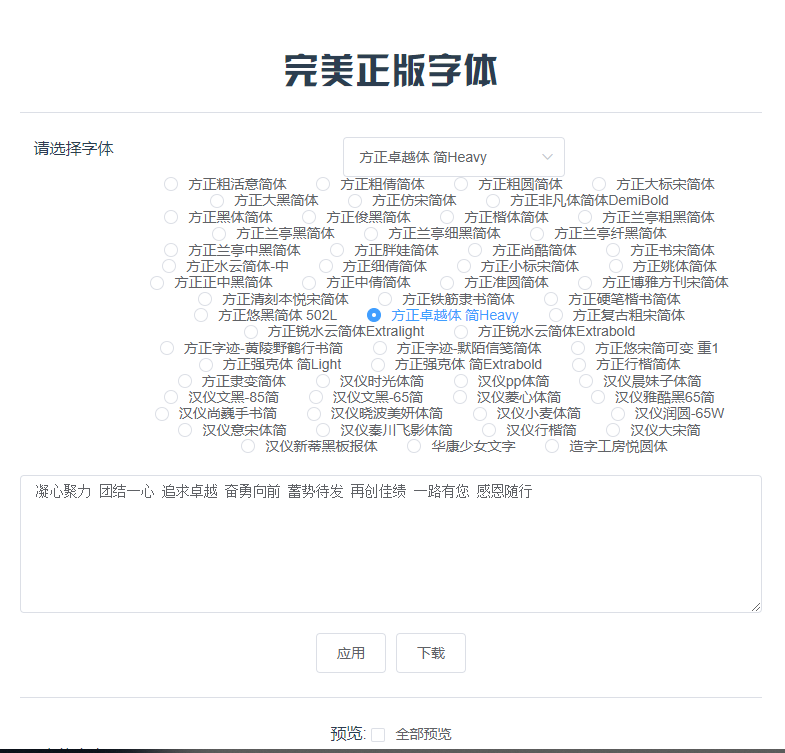 完美正版字体
请选择字体
方正卓越体 简Heavy
方正粗活意简体 方正粗倩简体 方正粗圆简体 方正大标宋简体
方正大黑简体 方正仿宋简体 方正非凡体简体DemiBold
方正黑体简体 方正俊黑简体 方正楷体简体 方正兰亭粗黑简体
方正兰亭黑简体 方正兰亭细黑简体 方正兰亭纤黑简体
方正兰亭中黑简体 方正胖娃简体 方正尚酷简体 方正书宋简体
方正水云简体-中 方正细倩简体 方正小标宋简体 方正姚体简体
方正正中黑简体 方正中倩简体 方正准圆简体 方正博雅方刊宋简体
方正清刻本悦宋简体 方正铁筋隶书简体 方正硬笔楷书简体
方正悠黑简体 502L 方正卓越体 简Heavy 方正复古粗宋简体
方正锐水云简体Extralight 方正锐水云简体Extrabold
方正字迹-黄陵野鹤行书简 方正字迹-默陌信笺简体 方正悠宋简可变 重1
方正强克体 简Light 方正强克体 简Extrabold 方正行楷简体
方正隶变简体 汉仪时光体简 汉仪pp体简 汉仪晨妹子体简
汉仪文黑-85简 汉仪文黑-65简 汉仪菱心体简 汉仪雅酷黑65简
汉仪尚巍手书简 汉仪晓波美妍体简 汉仪小麦体简 汉仪润圆-65W
汉仪意宋体简 汉仪秦川飞影体简 汉仪行楷简 汉仪大宋简
汉仪新蒂黑板报体 华康少女文字 造字工房悦圆体
凝心聚力 团结一心 追求卓越 奋勇向前 蓄势待发 再创佳绩 一路有您 感恩随行
应用 下载
预览: 全部预览